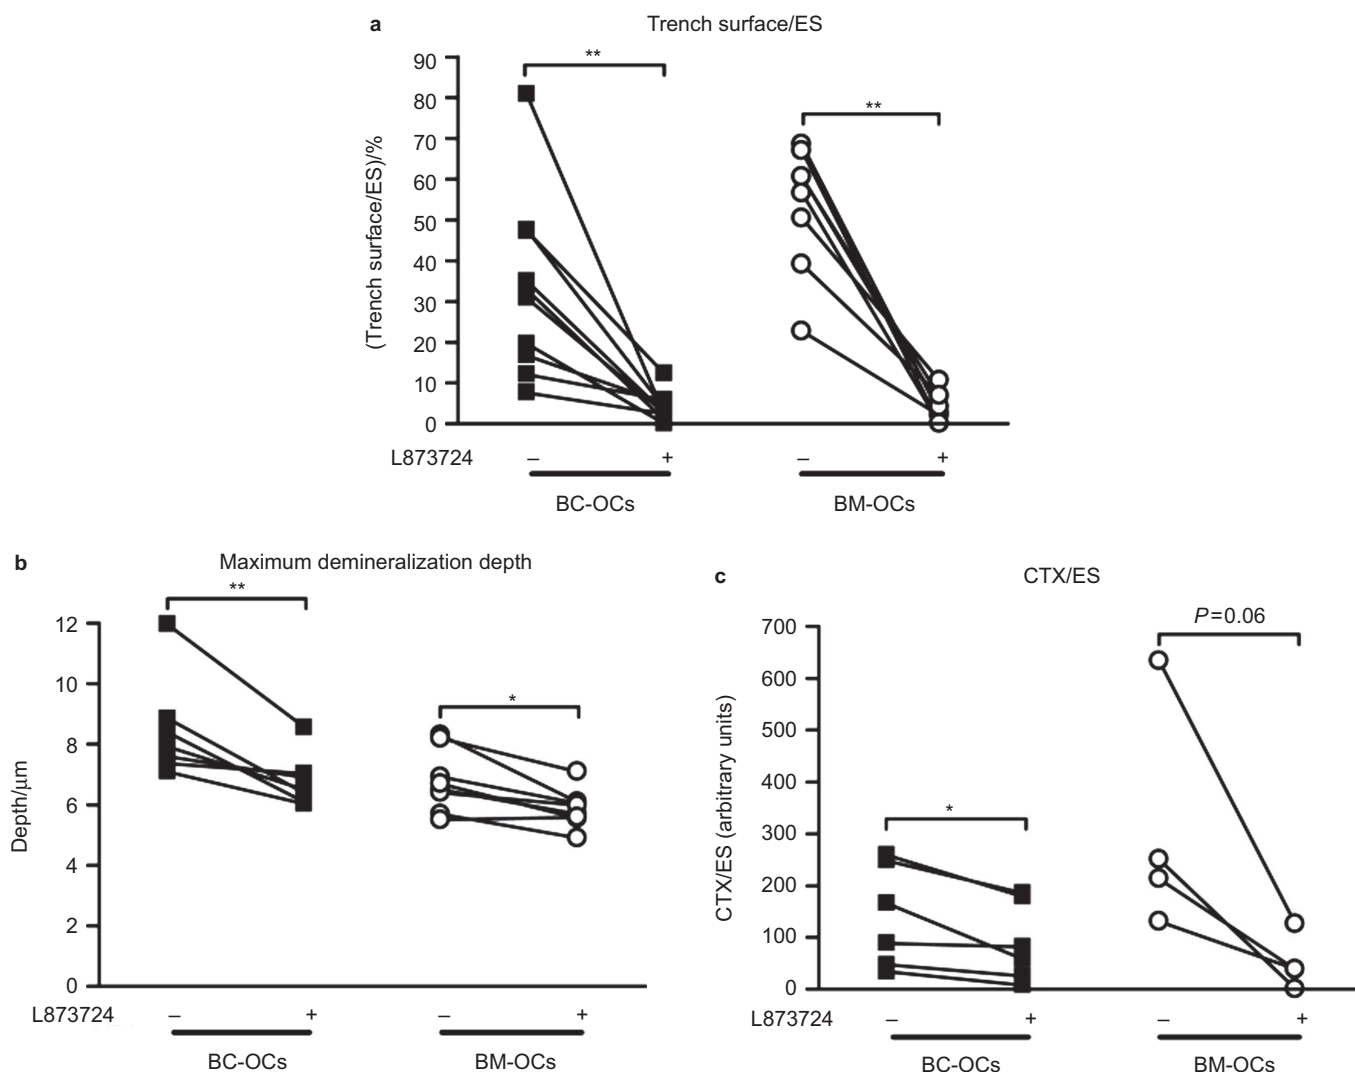 a
Trench surface/ES
(Trench surface/ES)/%
90
80
70
60
50
40
30
20
10
0
**
**
L873724
– + – +
BC-OCs BM-OCs
b
Maximum demineralization depth
Depth/µm
12
10
8
6
4
2
0
**
*
L873724
– + – +
BC-OCs BM-OCs
c
CTX/ES
CTX/ES (arbitrary units)
700
600
500
400
300
200
100
0
*
P=0.06
L873724
– + – +
BC-OCs BM-OCs